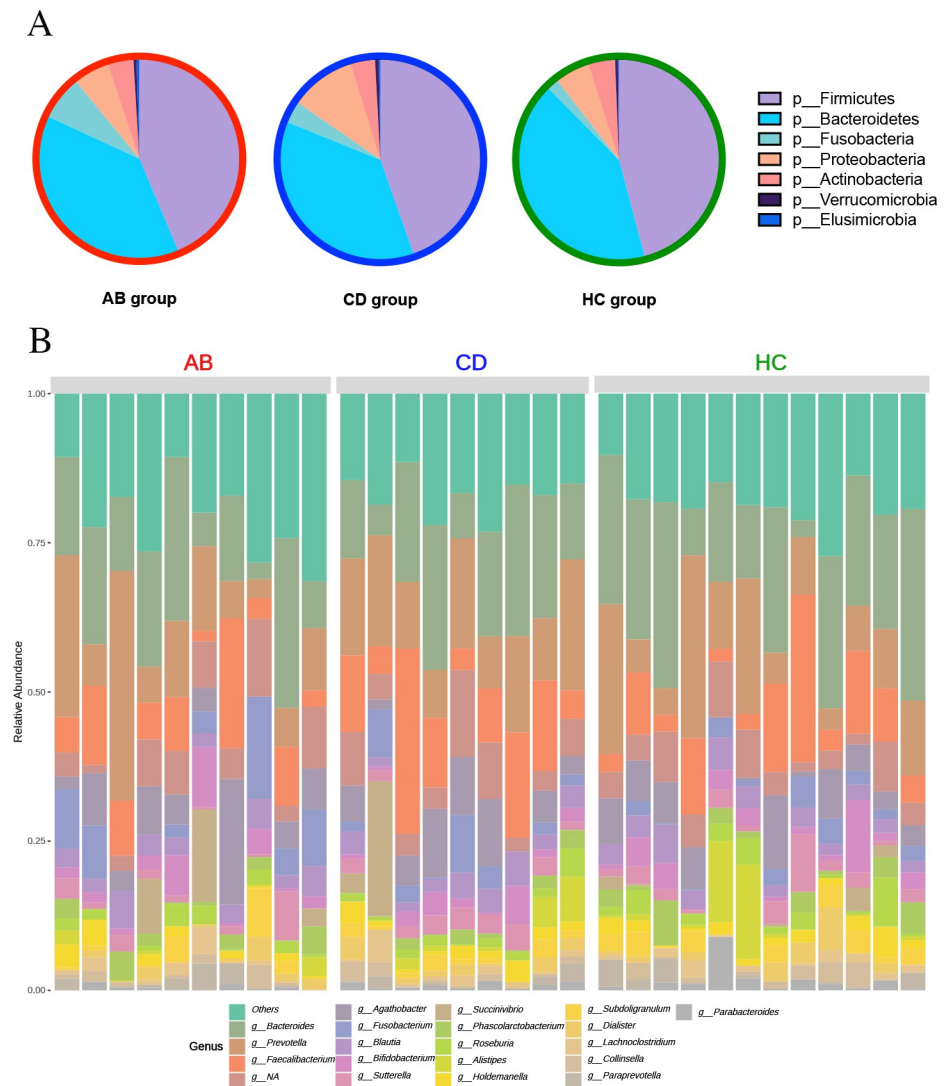 A
p__Firmicutes
p__Bacteroidetes
p__Fusobacteria
p__Proteobacteria
p__Actinobacteria
p__Verrucomicrobia
p__Elusimicrobia
AB group
CD group
HC group
B
AB
CD
HC
1.00
0.75
0.50
0.25
0.00
Relative Abundance
Genus
Others
g__Bacteroides
g__Prevotella
g__Faecalibacterium
g__NA
g__Agathobacter
g__Fusobacterium
g__Blautia
g__Bifidobacterium
g__Sutterella
g__Succinivibrio
g__Phascolarctobacterium
g__Roseburia
g__Alistipes
g__Holdemanella
g__Subdoligranulum
g__Dialister
g__Lachnoclostridium
g__Collinsella
g__Paraprevotella
g__Parabacteroides